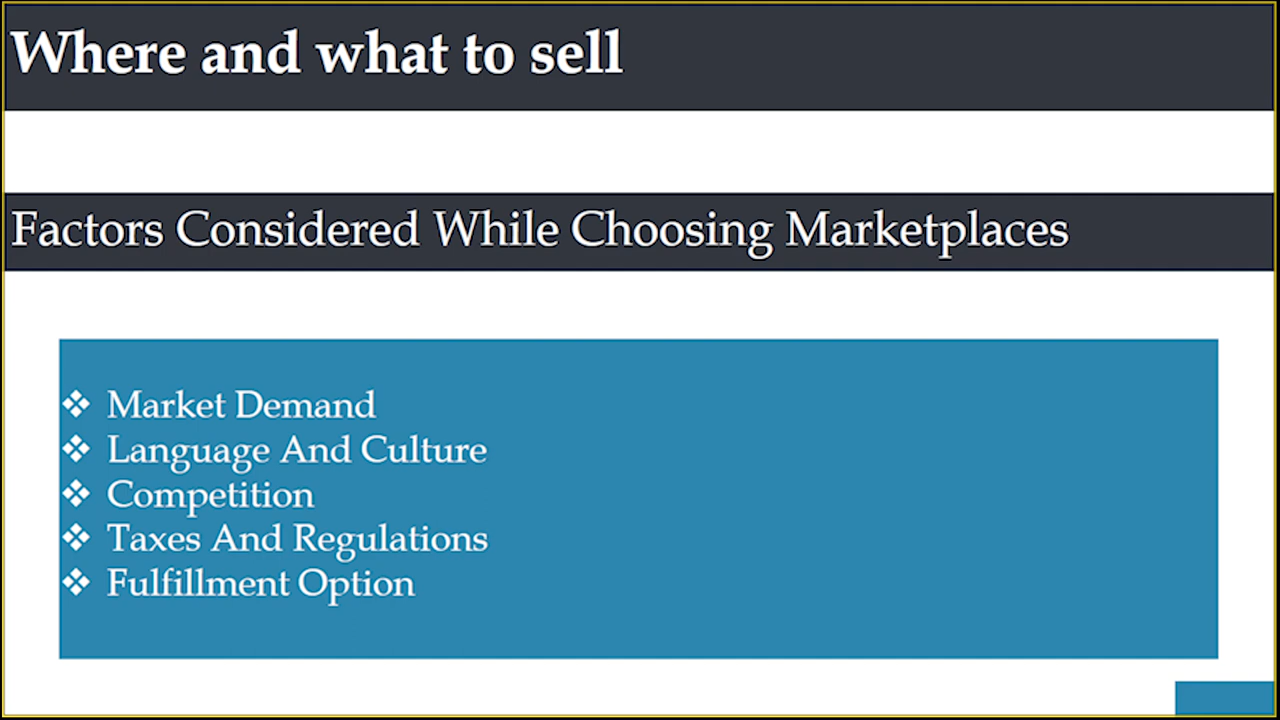 Where and what to sell
Factors Considered While Choosing Marketplaces
❖ Market Demand
❖ Language And Culture
❖ Competition
❖ Taxes And Regulations
❖ Fulfillment Option